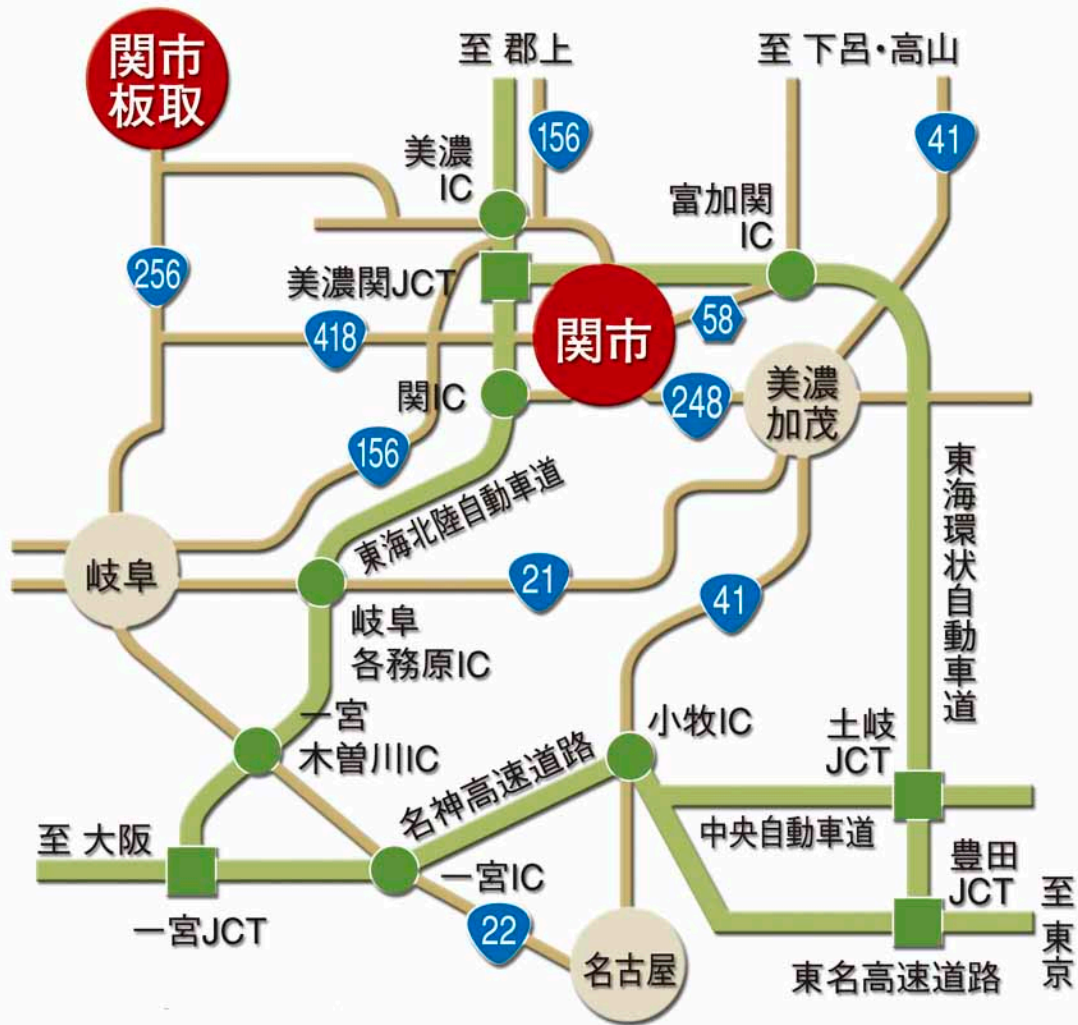 関市
板取
至 郡上
至 下呂・高山
156
41
美濃
IC
富加関
IC
256
美濃関JCT
418
58
関市
関IC
248
美濃
加茂
156
東海北陸自動車道
東海環状自動車道
岐阜
21
41
岐阜
各務原IC
一宮
木曽川IC
小牧IC
土岐
JCT
名神高速道路
中央自動車道
至 大阪
一宮IC
豊田
JCT
至 東京
一宮JCT
22
名古屋
東名高速道路